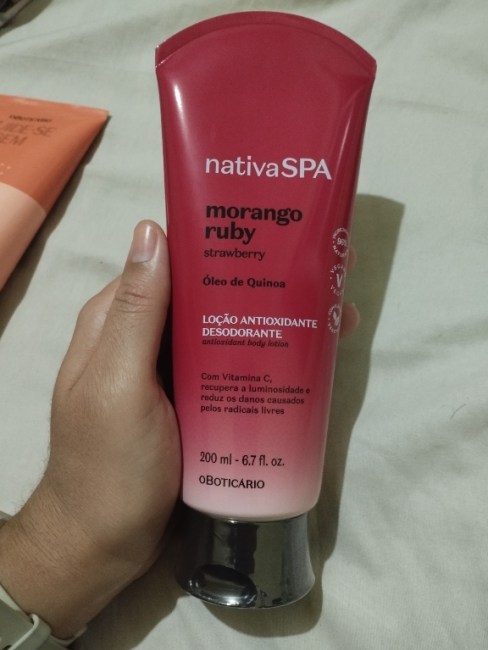 nativaSPA
morango
ruby
strawberry
Óleo de Quinoa
LOÇÃO ANTIOXIDANTE
DESODORANTE
antioxidant body lotion
Com Vitamina C,
recupera a luminosidade e
reduz os danos causados
pelos radicais livres
200 ml - 6.7 fl. oz.
oBOTICÁRIO